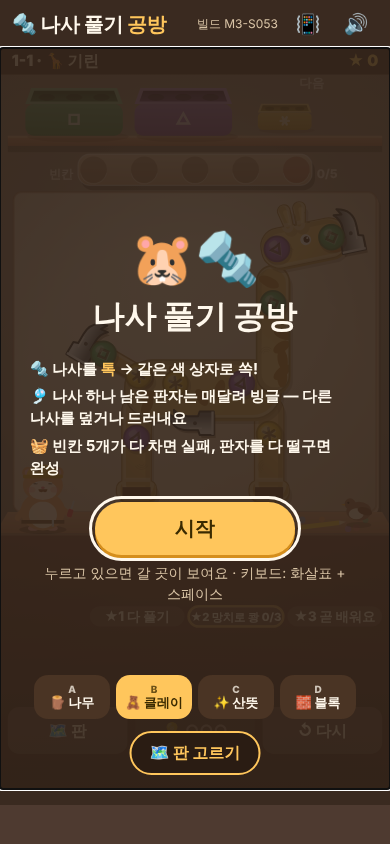 나사 풀기 공방
빌드 M3-S053
1-1 · 기린
★ 0
다음
빈칸
0/5
나사 풀기 공방
나사를 톡 → 같은 색 상자로 쏙!
나사 하나 남은 판자는 매달려 빙글 — 다른
나사를 덮거나 드러내요
빈칸 5개가 다 차면 실패, 판자를 다 떨구면
완성
시작
누르고 있으면 갈 곳이 보여요 · 키보드: 화살표 +
스페이스
★1 다 풀기
★2 망치로 쾅 0/3
★3 곧 배워요
A
나무
B
클레이
C
산뜻
D
블록
판
다시
판 고르기